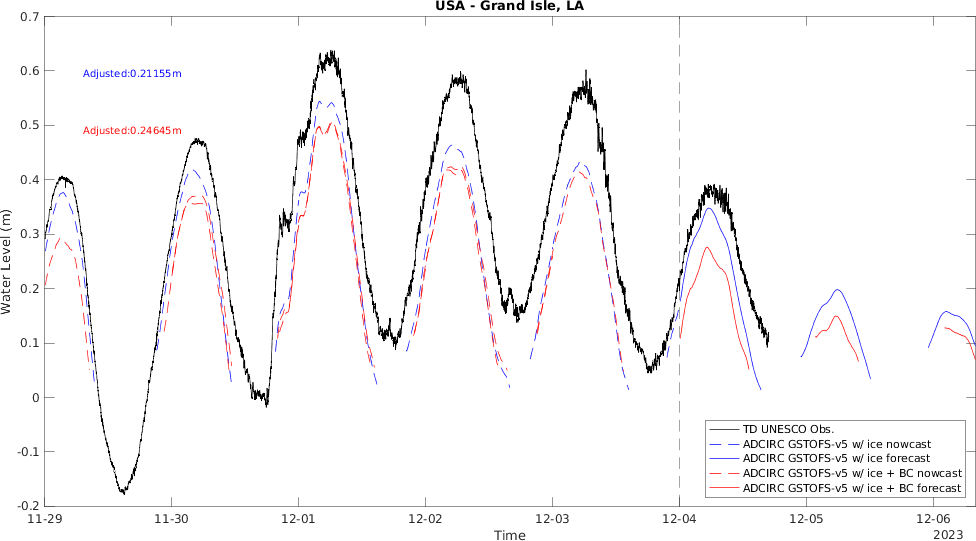 USA - Grand Isle, LA
0.7
0.6
0.5
0.4
0.3
0.2
0.1
0
-0.1
-0.2
Water Level (m)
Adjusted:0.21155m
Adjusted:0.24645m
TD UNESCO Obs.
ADCIRC GSTOFS-v5 w/ ice nowcast
ADCIRC GSTOFS-v5 w/ ice forecast
ADCIRC GSTOFS-v5 w/ ice + BC nowcast
ADCIRC GSTOFS-v5 w/ ice + BC forecast
11-29 11-30 12-01 12-02 12-03 12-04 12-05 12-06
Time
2023